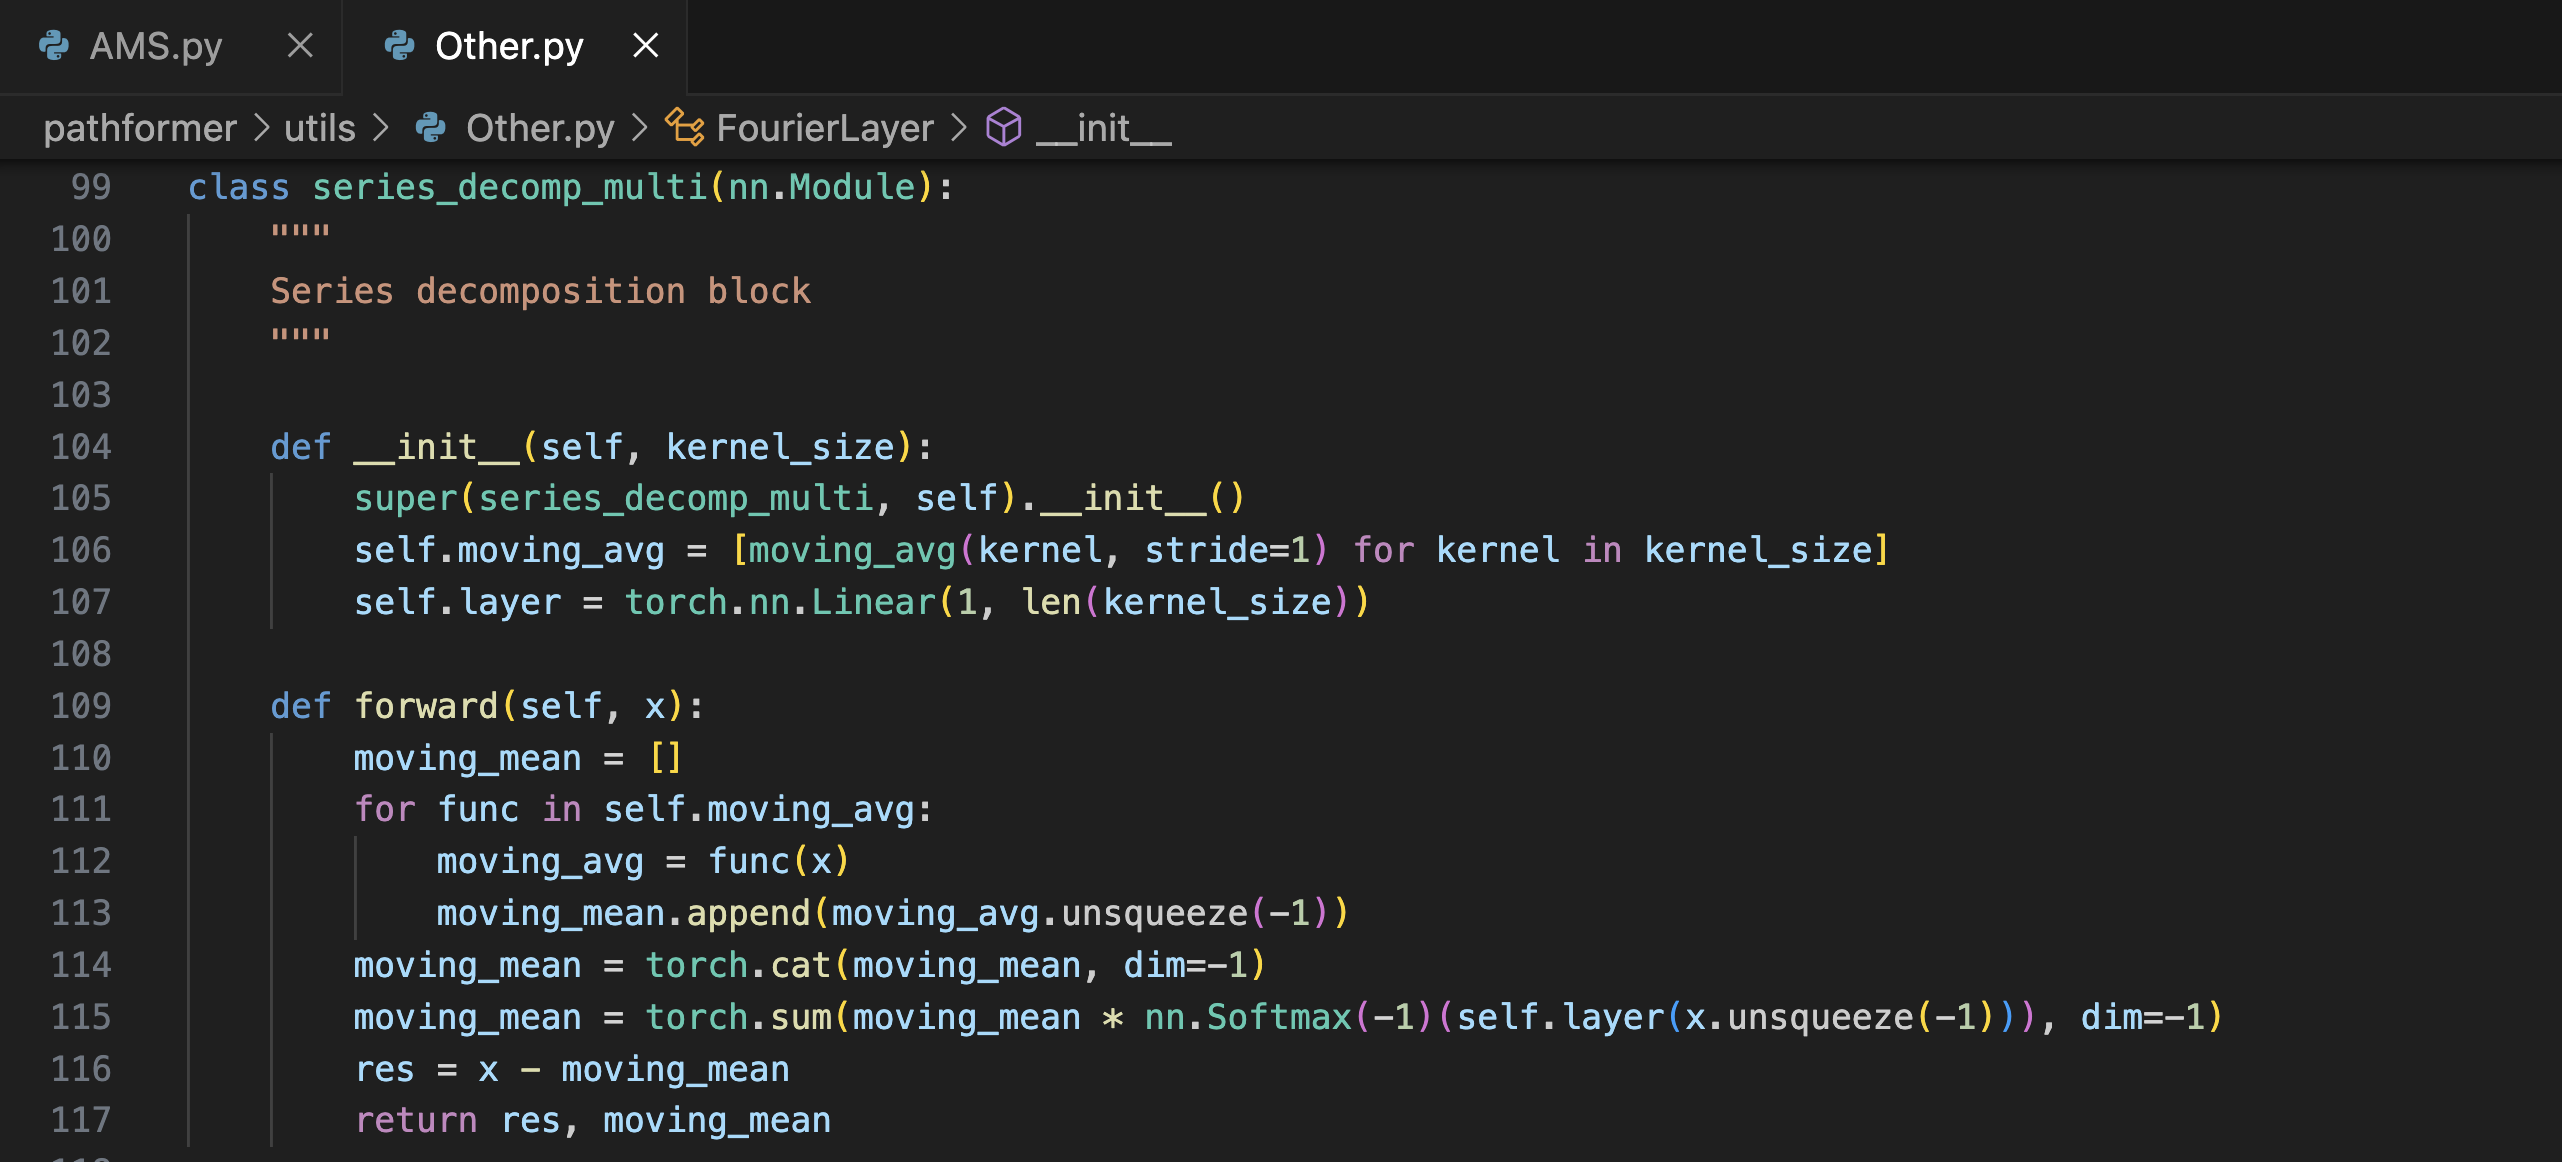 AMS.py
Other.py
pathformer > utils > Other.py > FourierLayer > __init__
99 class series_decomp_multi(nn.Module):
100 """
101 Series decomposition block
102 """
103
104 def __init__(self, kernel_size):
105 super(series_decomp_multi, self).__init__()
106 self.moving_avg = [moving_avg(kernel, stride=1) for kernel in kernel_size]
107 self.layer = torch.nn.Linear(1, len(kernel_size))
108
109 def forward(self, x):
110 moving_mean = []
111 for func in self.moving_avg:
112 moving_avg = func(x)
113 moving_mean.append(moving_avg.unsqueeze(-1))
114 moving_mean = torch.cat(moving_mean, dim=-1)
115 moving_mean = torch.sum(moving_mean * nn.Softmax(-1)(self.layer(x.unsqueeze(-1))), dim=-1)
116 res = x - moving_mean
117 return res, moving_mean